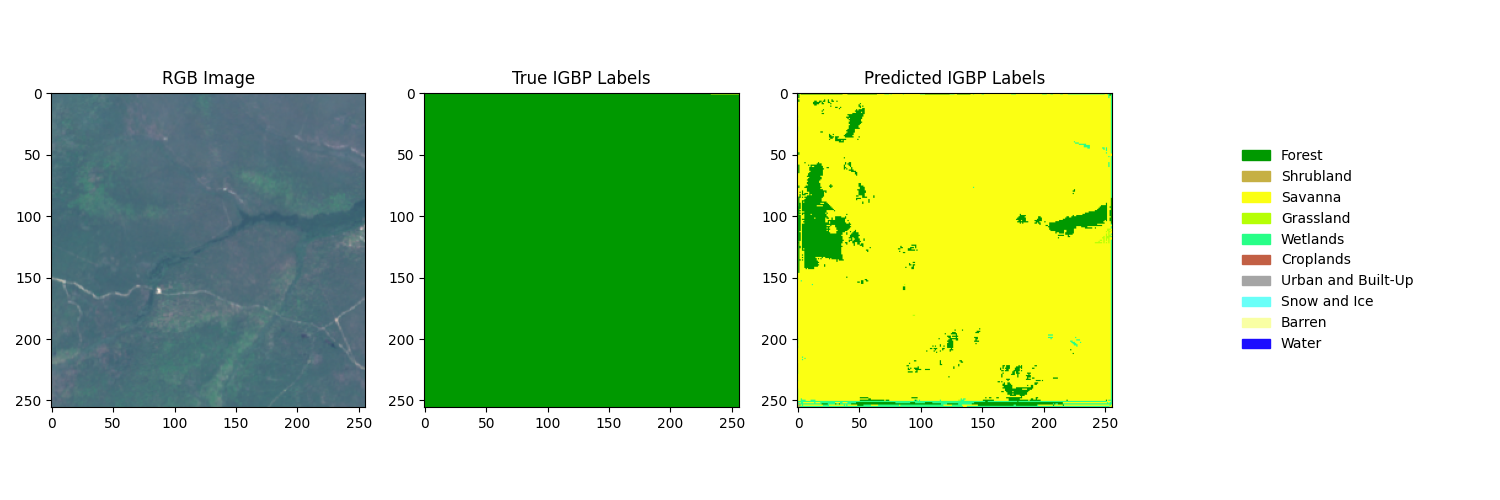 RGB Image
True IGBP Labels
Predicted IGBP Labels
0
50
100
150
200
250
0
50
100
150
200
250
0
50
100
150
200
250
0
50
100
150
200
250
0
50
100
150
200
250
0
50
100
150
200
250
Forest
Shrubland
Savanna
Grassland
Wetlands
Croplands
Urban and Built-Up
Snow and Ice
Barren
Water